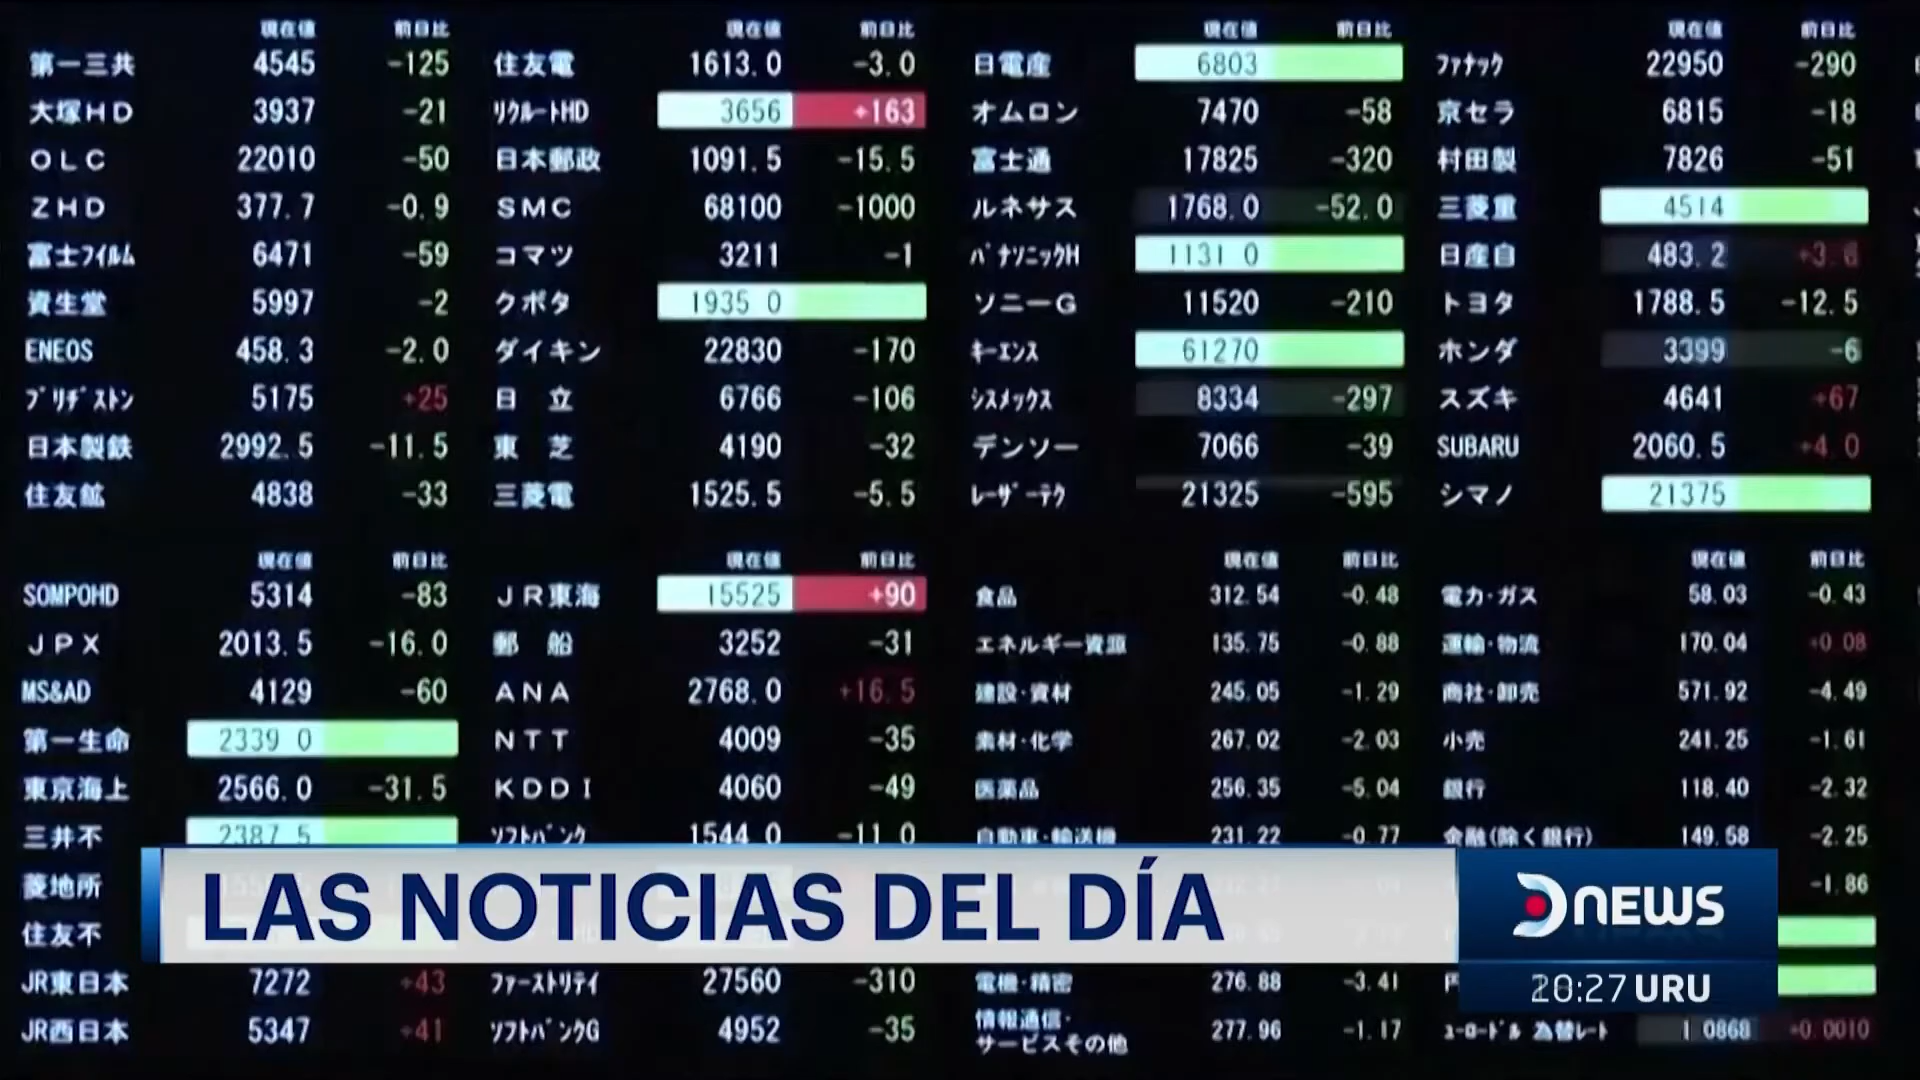 現在値 前日比 現在値 前日比 現在値 前日比 現在値 前日比
第一三共 4545 -125 住友電 1613.0 -3.0 日電産 6803 ファナック 22950 -290
大塚HD 3937 -21 リクルートHD 3656 +163 オムロン 7470 -58 京セラ 6815 -18
OLC 22010 -50 日本郵政 1091.5 -15.5 富士通 17825 -320 村田製 7826 -51
ZHD 377.7 -0.9 SMC 68100 -1000 ルネサス 1768.0 -52.0 三菱重 4514
富士フイルム 6471 -59 コマツ 3211 -1 パナソニックH 1131 0 日産自 483.2
資生堂 5997 -2 クボタ 1935 0 ソニーG 11520 -210 トヨタ 1788.5 -12.5
ENEOS 458.3 -2.0 ダイキン 22830 -170 キーエンス 61270 ホンダ 3399 -6
ブリヂストン 5175 +25 日 立 6766 -106 シスメックス 8334 -297 スズキ 4641 +67
日本製鉄 2992.5 -11.5 東 芝 4190 -32 デンソー 7066 -39 SUBARU 2060.5 +4.0
住友鉱 4838 -33 三菱電 1525.5 -5.5 レーザーテク 21325 -595 シマノ 21375
現在値 前日比 現在値 前日比 現在値 前日比 現在値 前日比
SOMPOHD 5314 -83 JR東海 15525 +90 食品 312.54 -0.48 電力・ガス 58.03 -0.43
JPX 2013.5 -16.0 郵 船 3252 -31 エネルギー資源 135.75 -0.88 運輸・物流 170.04 +0.08
MS&AD 4129 -60 ANA 2768.0 +16.5 建設・資材 245.05 -1.29 商社・卸売 571.92 -4.49
第一生命 2339 0 NTT 4009 -35 素材・化学 267.02 -2.03 小売 241.25 -1.61
東京海上 2566.0 -31.5 KDDI 4060 -49 医薬品 256.35 -5.04 銀行 118.40 -2.32
三井不 2387.5 ソフトバンク 1544.0 -11.0 自動車・輸送機 231.22 -0.77 金融(除く銀行) 149.58 -2.25
菱地所 -1.86
住友不
LAS NOTICIAS DEL DÍA
DNEWS
JR東日本 7272 +43 ファーストリテイ 27560 -310 電機・精密 276.88 -3.41
20:27 URU
JR西日本 5347 +41 ソフトバンクG 4952 -35 情報通信・サービスその他 277.96 -1.17 ユーロ-ドル 為替レート 1.0868 +0.0010